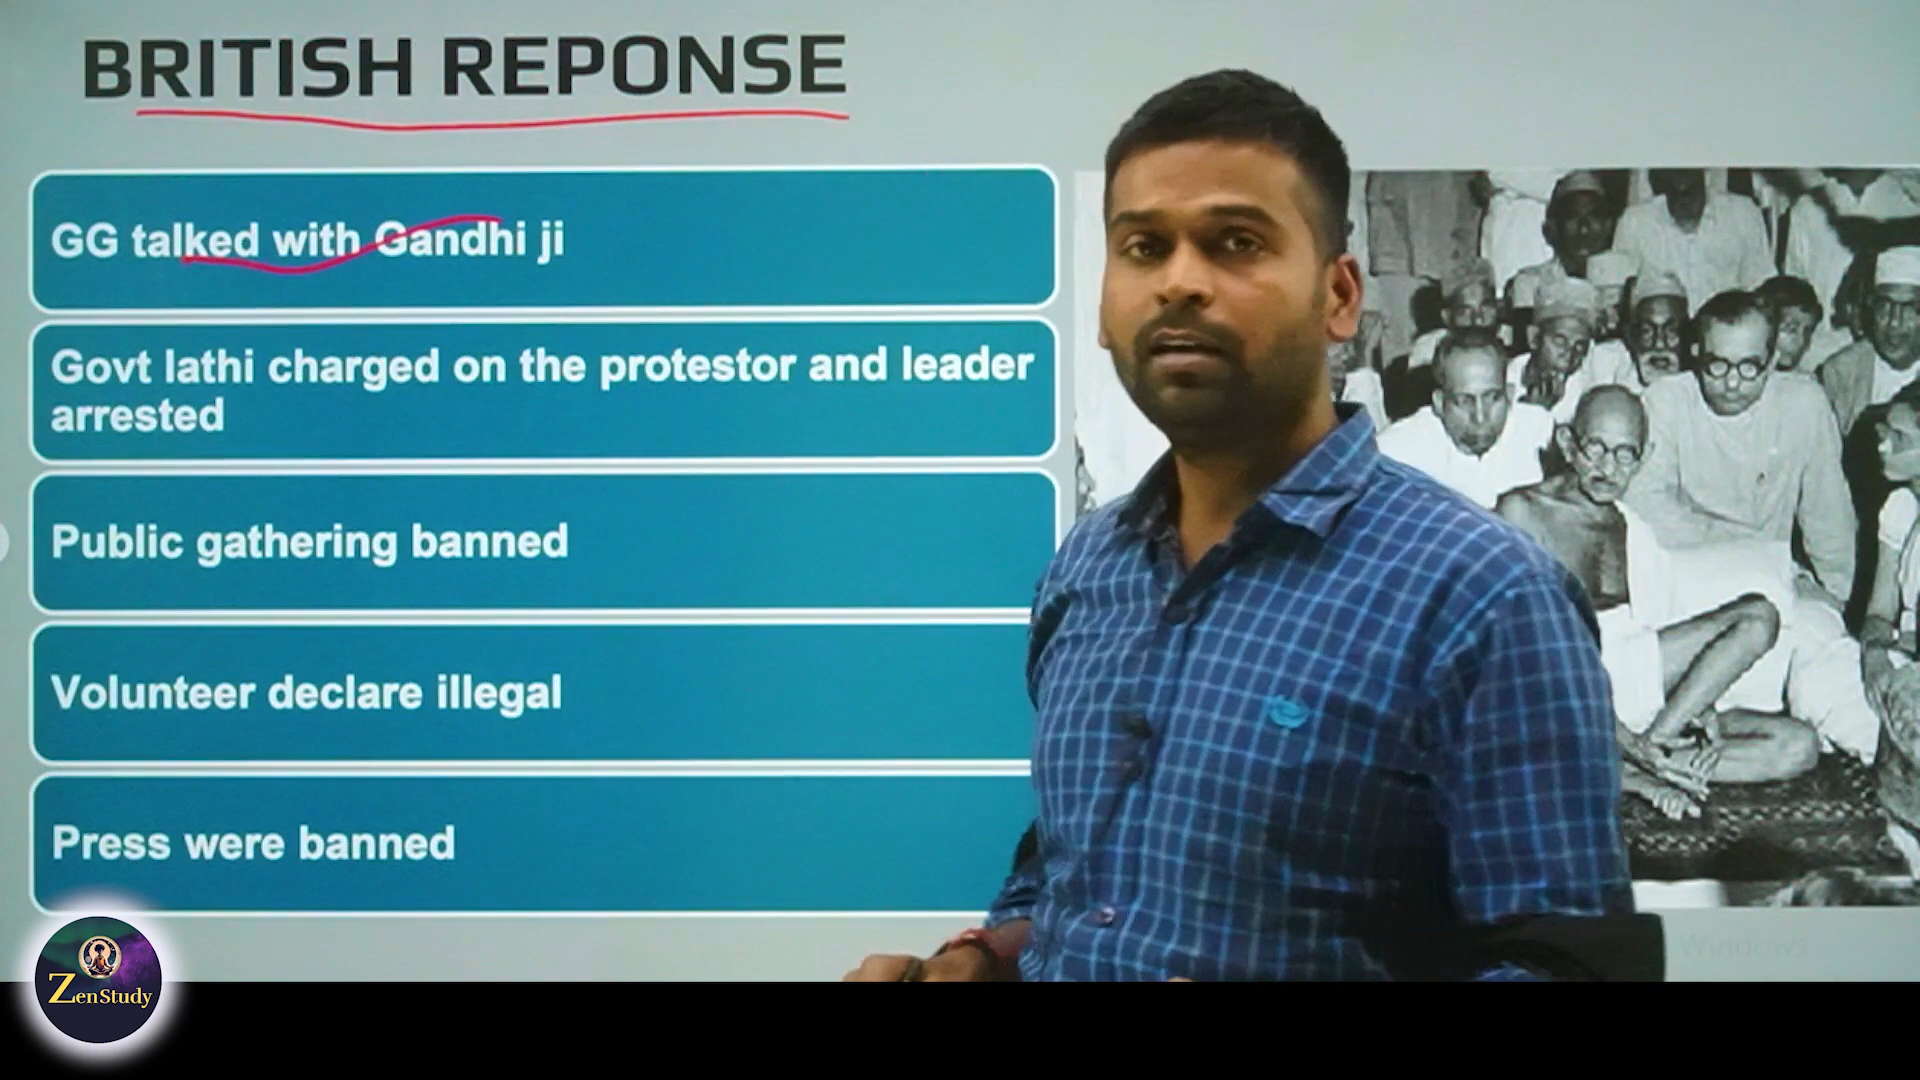 BRITISH REPONSE
GG talked with Gandhi ji
Govt lathi charged on the protestor and leader
arrested
Public gathering banned
Volunteer declare illegal
Press were banned
Windows
ZenStudy